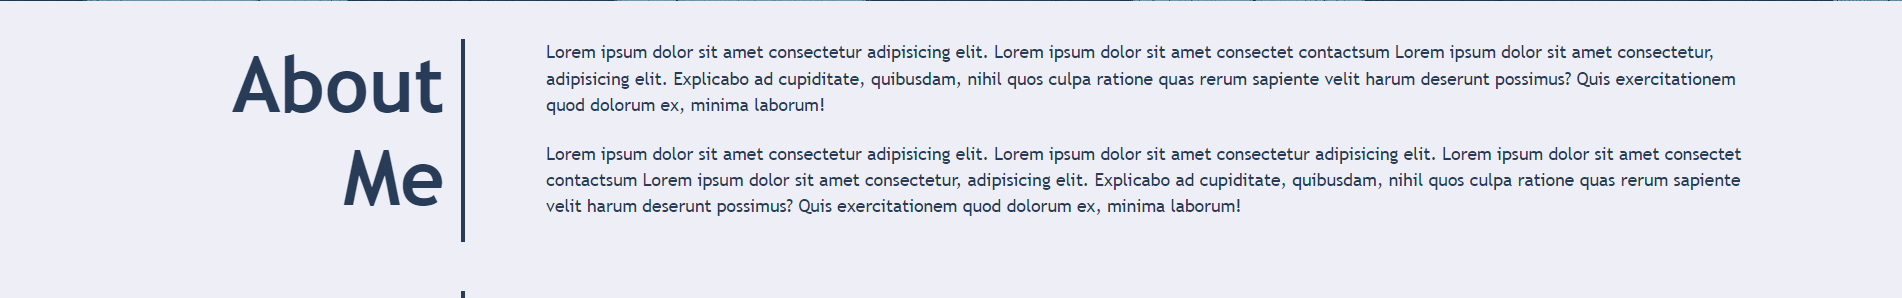 About
Me
Lorem ipsum dolor sit amet consectetur adipisicing elit. Lorem ipsum dolor sit amet consectet contactsum Lorem ipsum dolor sit amet consectetur,
adipisicing elit. Explicabo ad cupiditate, quibusdam, nihil quos culpa ratione quas rerum sapiente velit harum deserunt possimus? Quis exercitationem
quod dolorum ex, minima laborum!
Lorem ipsum dolor sit amet consectetur adipisicing elit. Lorem ipsum dolor sit amet consectetur adipisicing elit. Lorem ipsum dolor sit amet consectet
contactsum Lorem ipsum dolor sit amet consectetur, adipisicing elit. Explicabo ad cupiditate, quibusdam, nihil quos culpa ratione quas rerum sapiente
velit harum deserunt possimus? Quis exercitationem quod dolorum ex, minima laborum!